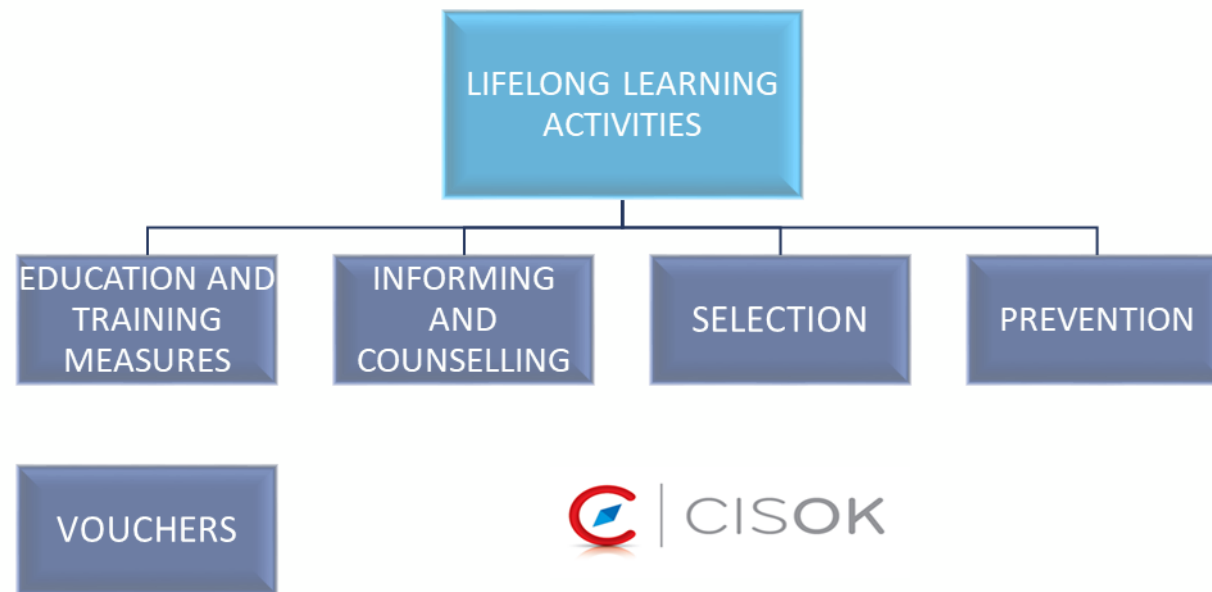 LIFELONG LEARNING
ACTIVITIES
EDUCATION AND
TRAINING
MEASURES
INFORMING
AND
COUNSELLING
SELECTION
PREVENTION
VOUCHERS
CISOK